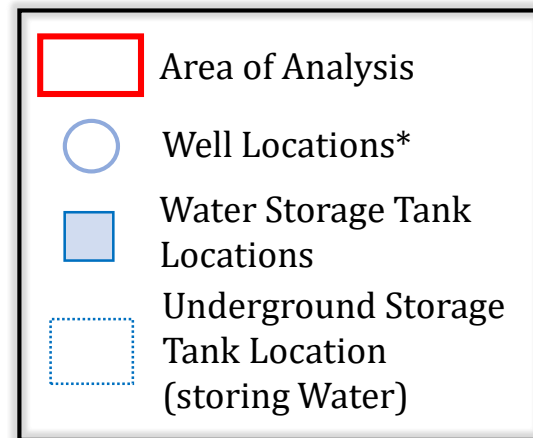 Area of Analysis
Well Locations*
Water Storage Tank
Locations
Underground Storage
Tank Location
(storing Water)